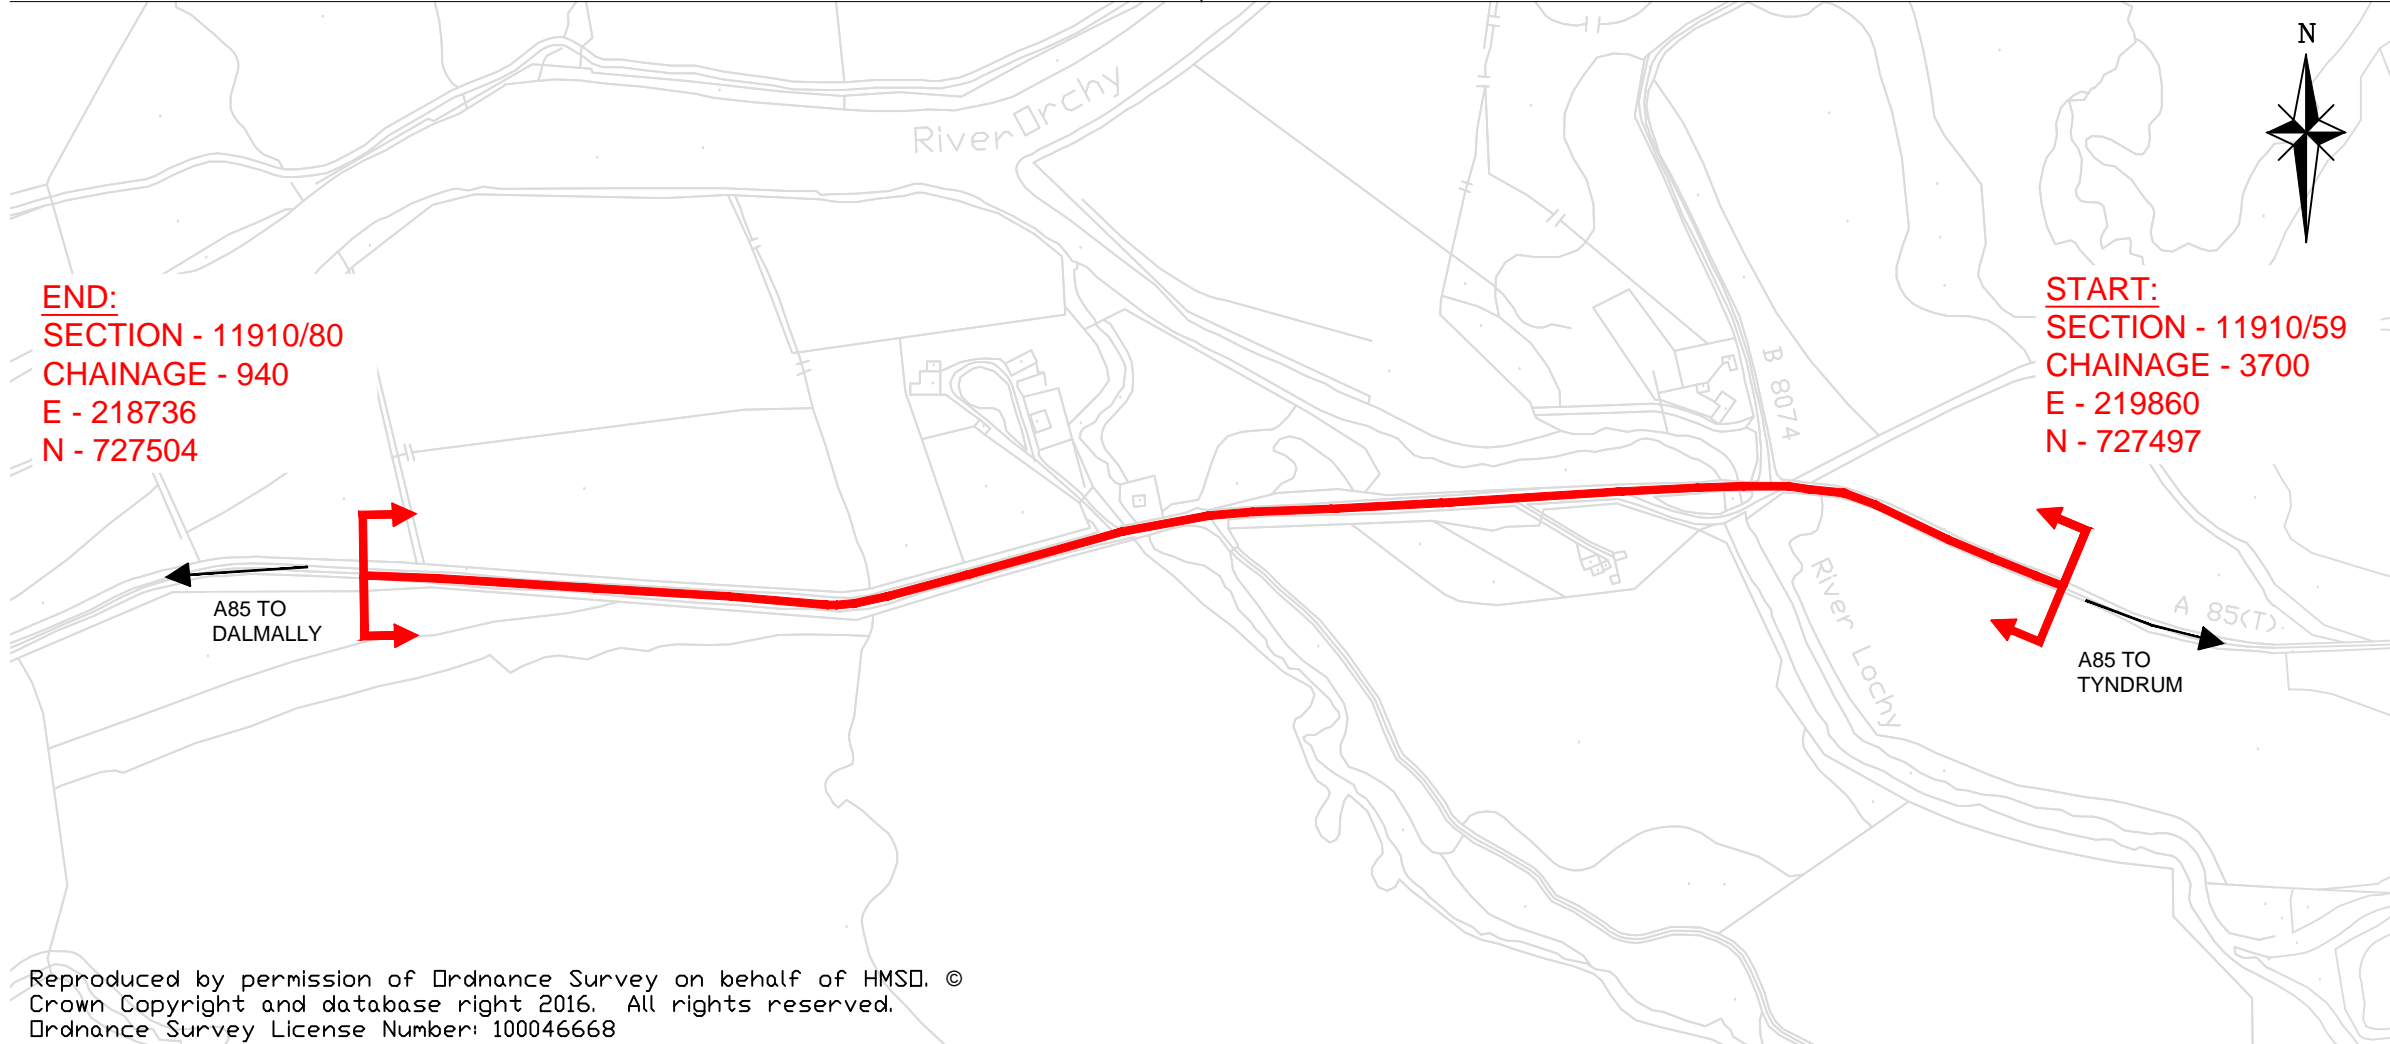 N
River Orchy
END:
SECTION - 11910/80
CHAINAGE - 940
E - 218736
N - 727504
START:
SECTION - 11910/59
CHAINAGE - 3700
E - 219860
N - 727497
B 8074
A85 TO
DALMALLY
River Lochy
A 85(T)
A85 TO
TYNDRUM
Reproduced by permission of Ordnance Survey on behalf of HMSO. ©
Crown Copyright and database right 2016. All rights reserved.
Ordnance Survey License Number: 100046668